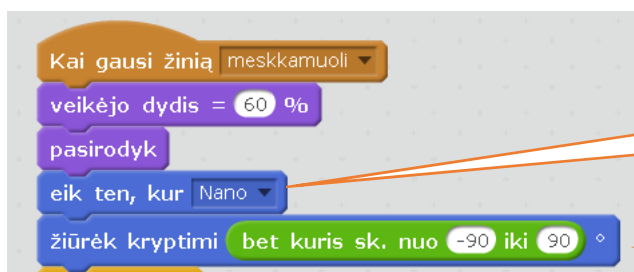 Kai gausi žinią meskkamuoli
veikėjo dydis = 60 %
pasirodyk
eik ten, kur Nano
žiūrėk kryptimi bet kuris sk. nuo -90 iki 90 °